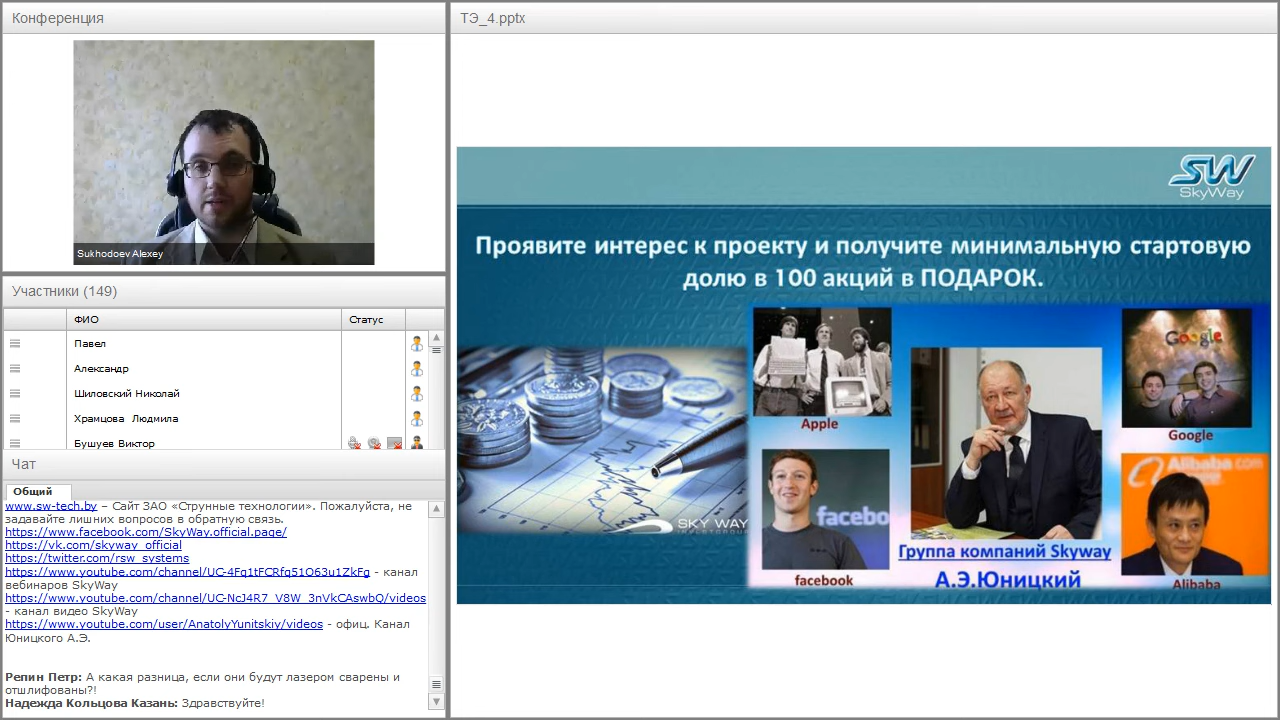 Конференция
Sukhodoev Alexey
Участники (149)
ФИО
Статус
Павел
Александр
Шиловский Николай
Храмцова Людмила
Бушуев Виктор
Чат
Общий
www.sw-tech.by – Сайт ЗАО «Струнные технологии». Пожалуйста, не
задавайте лишних вопросов в обратную связь.
https://www.facebook.com/SkyWay.official.page/
https://vk.com/skyway_official
https://twitter.com/rsw_systems
https://www.youtube.com/channel/UC-4Fq1tFCRfq51O63u1ZkFg - канал
вебинаров SkyWay
https://www.youtube.com/channel/UC-NcJ4R7_V8W_3nVkCAswbQ/videos
- канал видео SkyWay
https://www.youtube.com/user/AnatolyYunitskiy/videos - офиц. Канал
Юницкого А.Э.
Репин Петр: А какая разница, если они будут лазером сварены и
отшлифованы?!
Надежда Кольцова Казань: Здравствуйте!
ТЭ_4.pptx
SW
SkyWay
Проявите интерес к проекту и получите минимальную стартовую
долю в 100 акций в ПОДАРОК.
SKY WAY
Apple
facebo
facebook
Группа компаний Skyway
А.Э.Юницкий
Google
Google
Alibaba.com
Alibaba